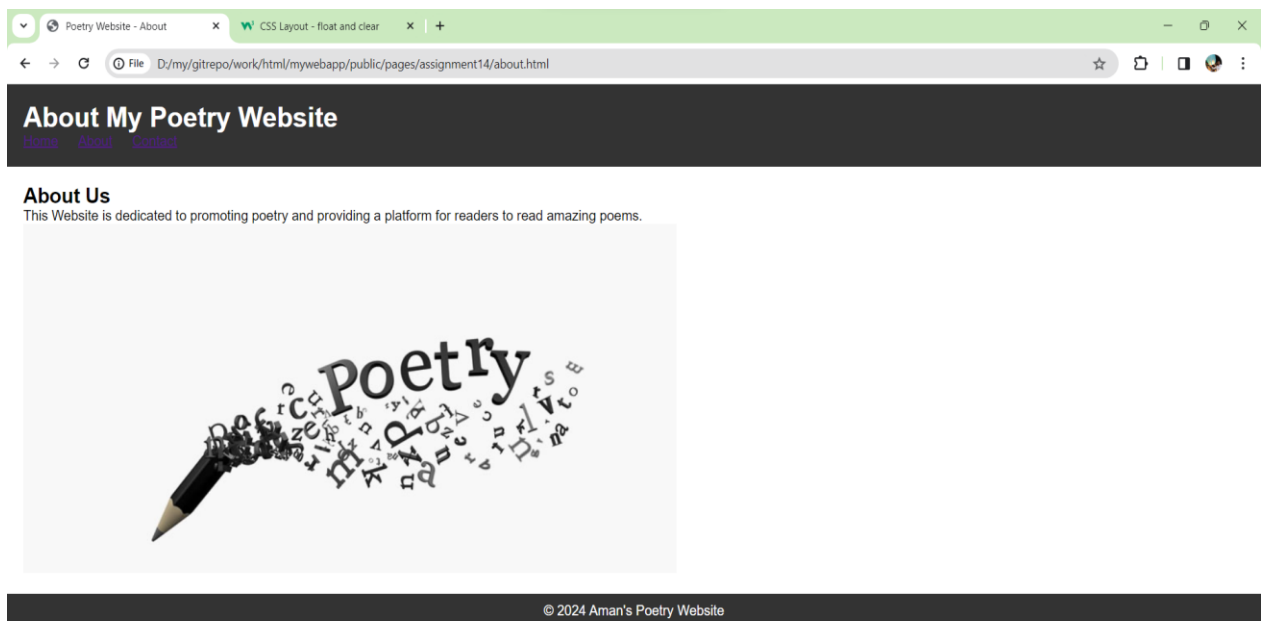 Poetry Website - About
CSS Layout - float and clear
File D:/my/gitrepo/work/html/mywebapp/public/pages/assignment14/about.html
About My Poetry Website
Home About Contact
About Us
This Website is dedicated to promoting poetry and providing a platform for readers to read amazing poems.
Poetry
© 2024 Aman's Poetry Website